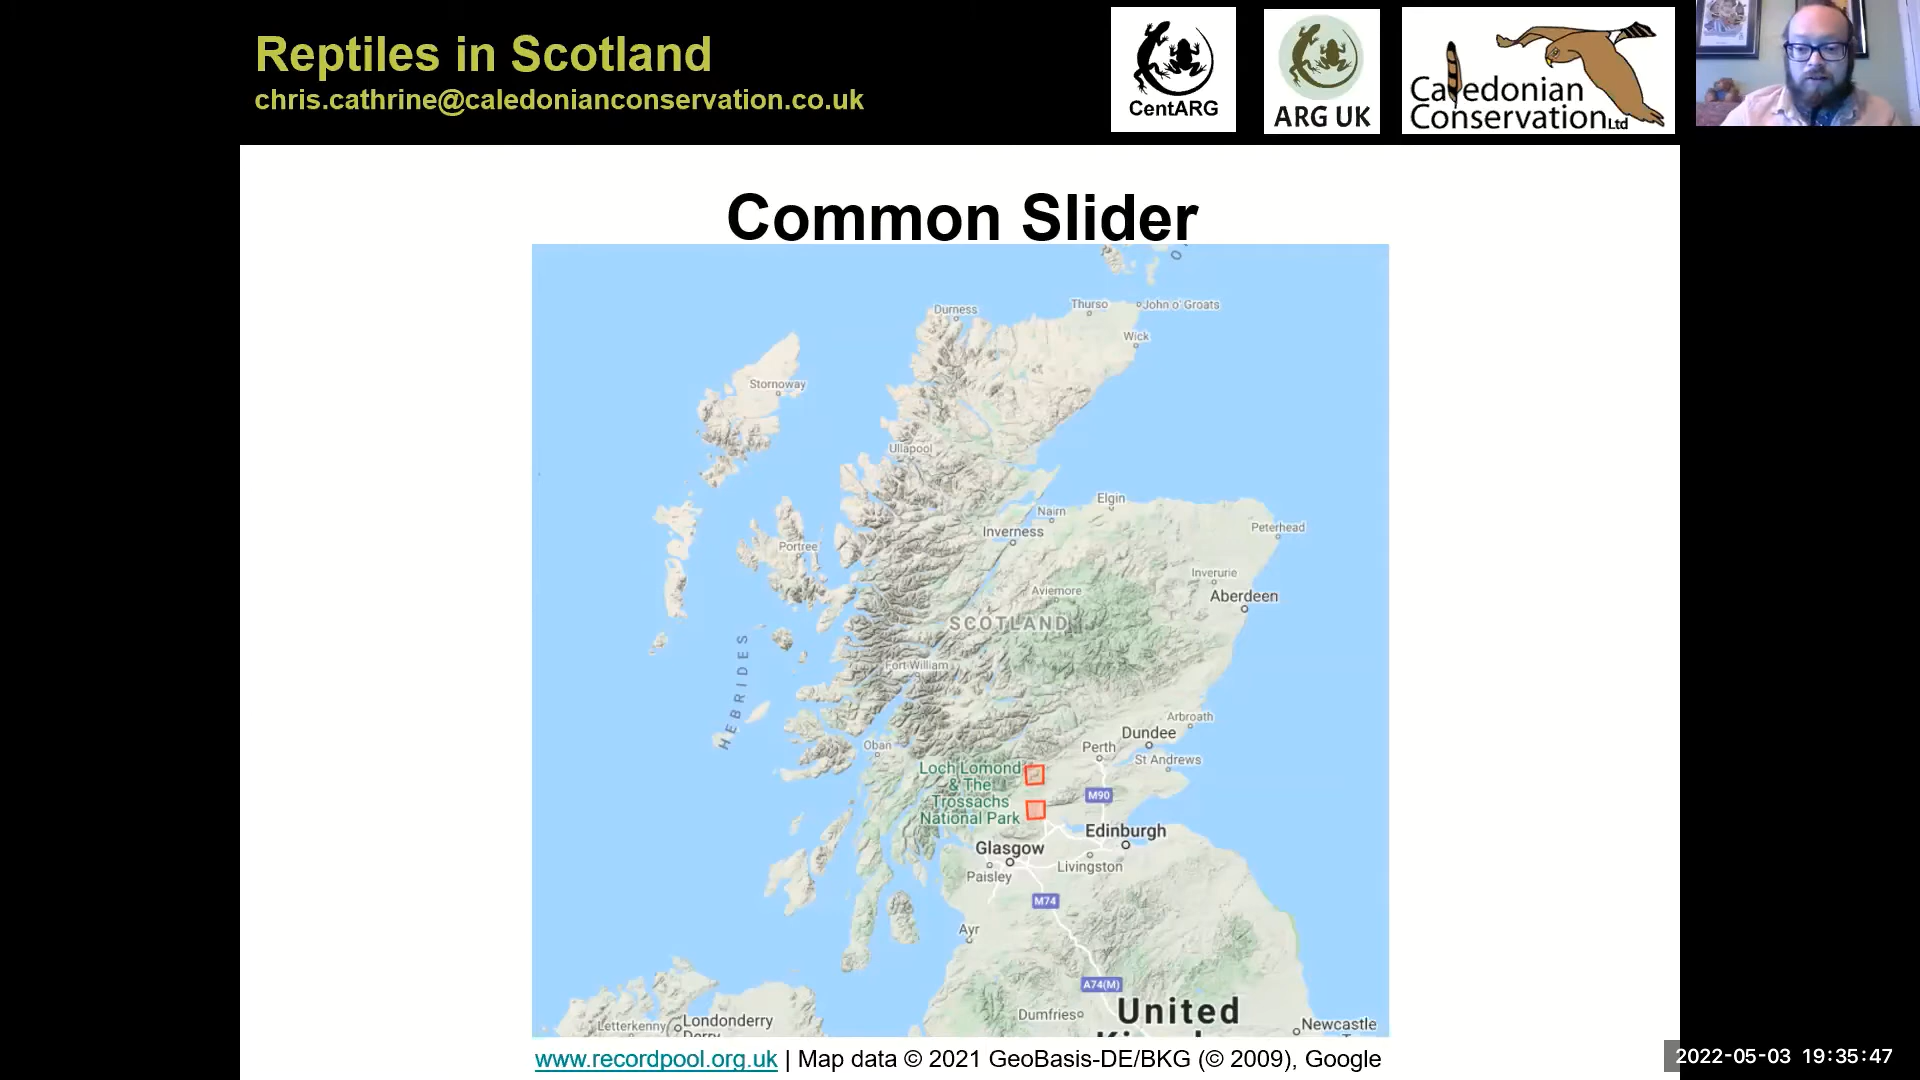 Reptiles in Scotland
chris.cathrine@caledonianconservation.co.uk
CentARG
ARG UK
Caledonian
Conservation Ltd
Common Slider
Durness
Thurso
John o' Groats
Wick
Stornoway
Ullapool
Elgin
Nairn
Inverness
Peterhead
Portree
Inverurie
Aviemore
Aberdeen
SCOTLAND
HEBRIDES
Fort William
Arbroath
Dundee
Oban
Perth
St Andrews
Loch Lomond
& The
Trossachs
National Park
M90
Edinburgh
Glasgow
Livingston
Paisley
M74
Ayr
A74(M)
United
Dumfries
Letterkenny
Londonderry
Newcastle
www.recordpool.org.uk | Map data © 2021 GeoBasis-DE/BKG (© 2009), Google
2022-05-03 19:35:47